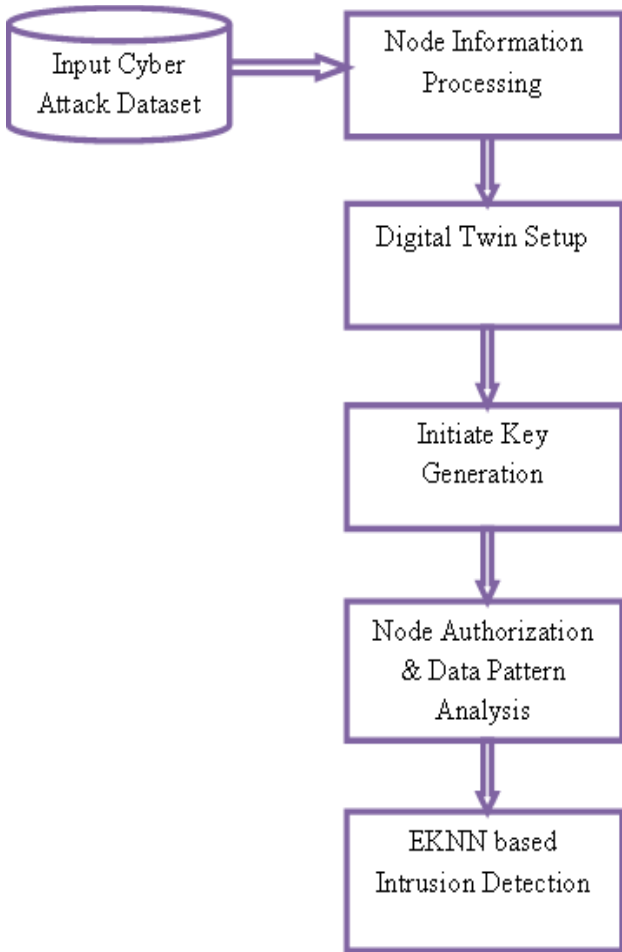 Input Cyber
Attack Dataset
Node Information
Processing
Digital Twin Setup
Initiate Key
Generation
Node Authorization
& Data Pattern
Analysis
EKNN based
Intrusion Detection